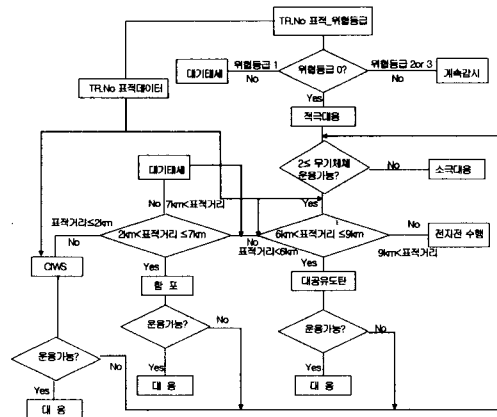 TR.No 표적_위험등급
위험등급 1
위험등급 0?
위험등급 2or 3
대기태세
No
No
계속감시
TR.No 표적데이터
Yes
적극대응
2≤ 무기체체
운용가능?
No
소극대응
대기태세
Yes
No
7km<표적거리
표적거리≤2km
2km<표적거리 ≤7km
6km<표적거리 ≤9km
No
전자전 수행
No
No
표적거리<6km
9km<표적거리
CIWS
Yes
Yes
함 포
대공유도탄
운용가능?
No
운용가능?
No
운용가능?
No
Yes
Yes
Yes
대 응
대 응
대 응